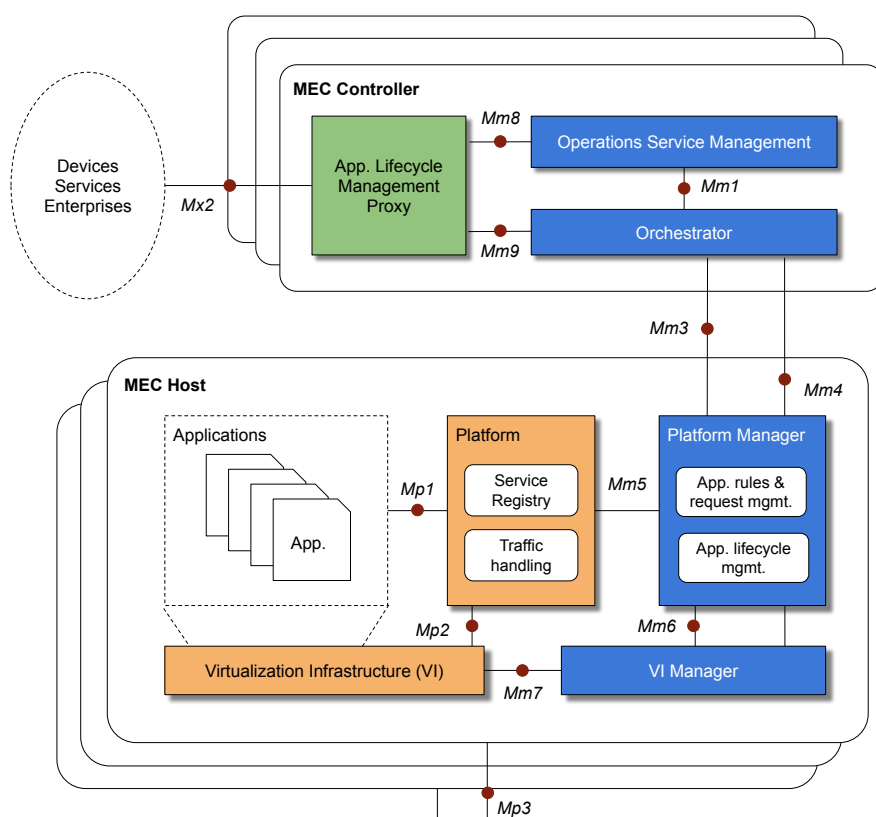 MEC Controller
Mm8
Operations Service Management
App. Lifecycle
Management
Proxy
Devices
Services
Enterprises
Mx2
Mm1
Mm9
Orchestrator
Mm3
Mm4
MEC Host
Applications
App.
Mp1
Platform
Service
Registry
Traffic
handling
Mm5
Platform Manager
App. rules &
request mgmt.
App. lifecycle
mgmt.
Mp2
Mm6
Virtualization Infrastructure (VI)
Mm7
VI Manager
Mp3